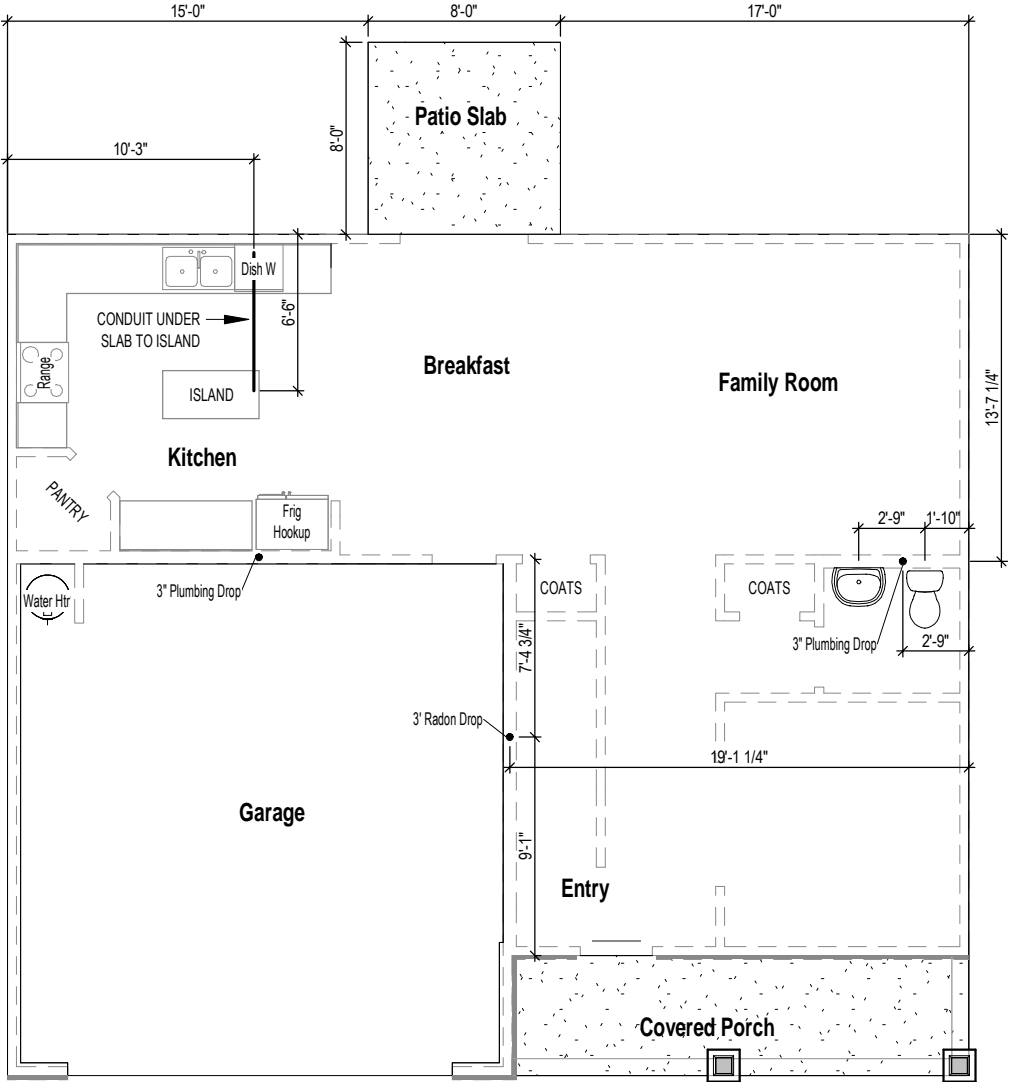 15'-0"
8'-0"
17'-0"
Patio Slab
8'-0"
10'-3"
Dish W
6'-6"
CONDUIT UNDER
SLAB TO ISLAND
Range
ISLAND
Breakfast
Family Room
13'-7 1/4"
Kitchen
PANTRY
Frig
Hookup
2'-9"
1'-10"
3" Plumbing Drop
Water Htr
COATS
COATS
3" Plumbing Drop
2'-9"
7'-4 3/4"
3' Radon Drop
19'-1 1/4"
Garage
9'-1"
Entry
Covered Porch